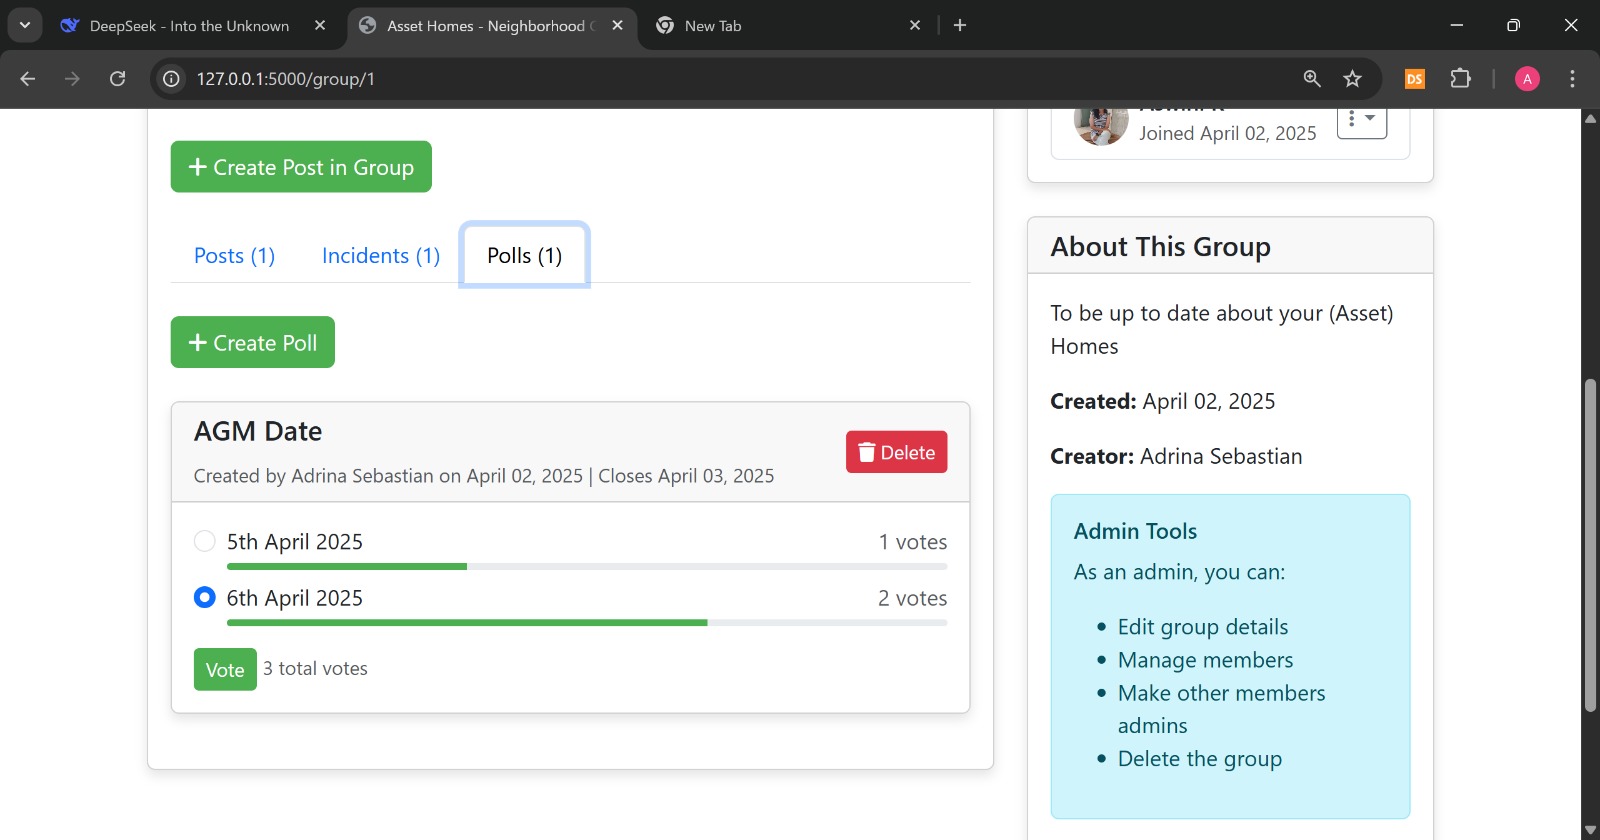 DeepSeek - Into the Unknown
Asset Homes - Neighborhood
New Tab
127.0.0.1:5000/group/1
DS
A
Joined April 02, 2025
Create Post in Group
Posts (1)
Incidents (1)
Polls (1)
Create Poll
AGM Date
Created by Adrina Sebastian on April 02, 2025 | Closes April 03, 2025
Delete
5th April 2025
1 votes
6th April 2025
2 votes
Vote
3 total votes
About This Group
To be up to date about your (Asset)
Homes
Created: April 02, 2025
Creator: Adrina Sebastian
Admin Tools
As an admin, you can:
Edit group details
Manage members
Make other members
admins
Delete the group